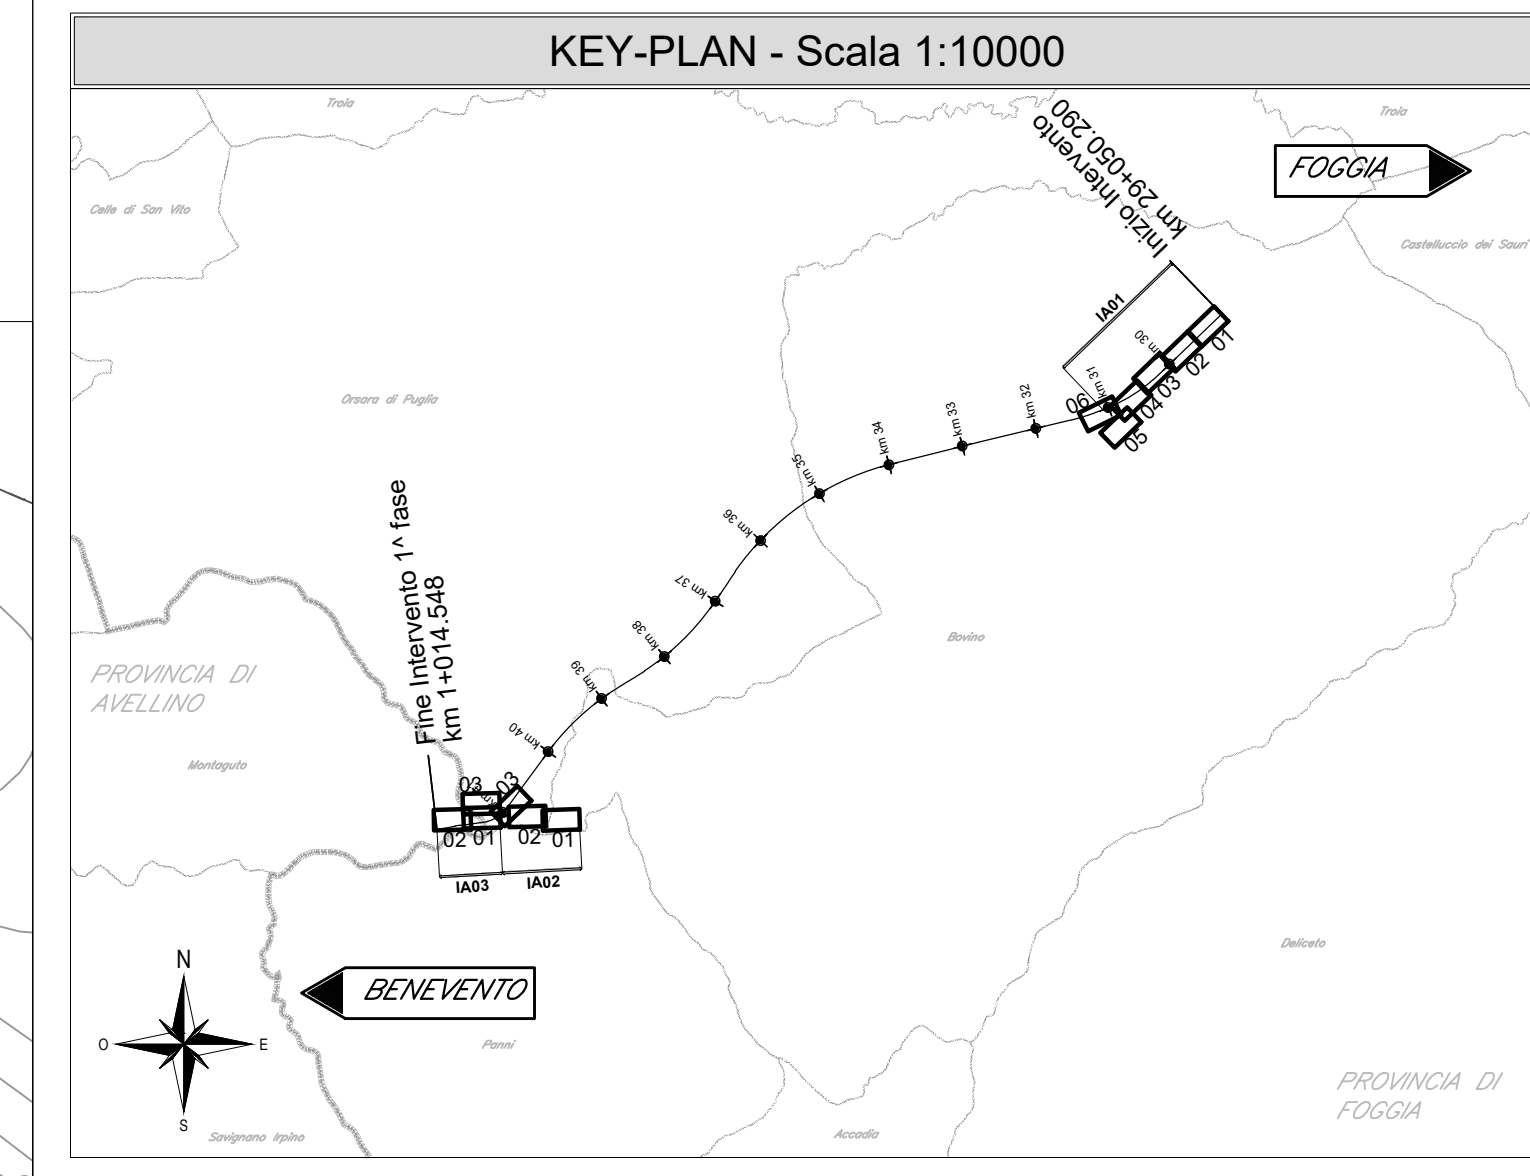 KEY-PLAN - Scala 1:10000
Troia
Troia
Inizio Intervento
km 29+050.290
FOGGIA
Celle di San Vito
Castelluccio dei Sauri
IA01
01
02
03
04
05
06
km 30
km 31
km 32
km 33
km 34
km 35
km 36
km 37
km 38
km 39
km 40
Orsara di Puglia
Fine Intervento 1^ fase
km 1+014.548
Bovino
PROVINCIA DI
AVELLINO
Montaguto
03
03
02
01
02
01
IA03
IA02
Deliceto
N
O
E
S
BENEVENTO
Panni
PROVINCIA DI
FOGGIA
Savignano Irpino
Accadia